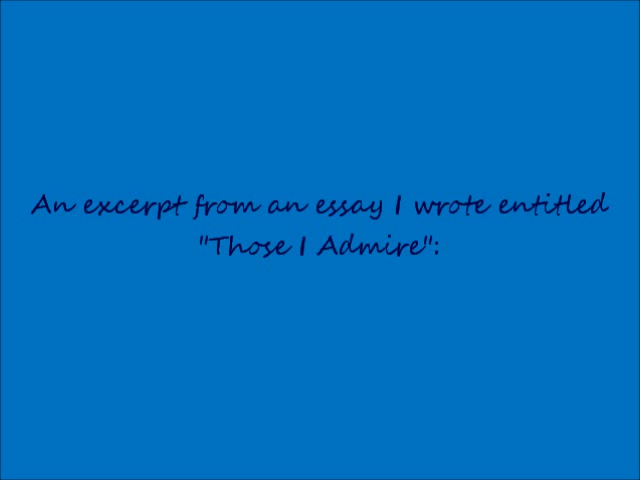 An excerpt from an essay I wrote entitled
"Those I Admire":